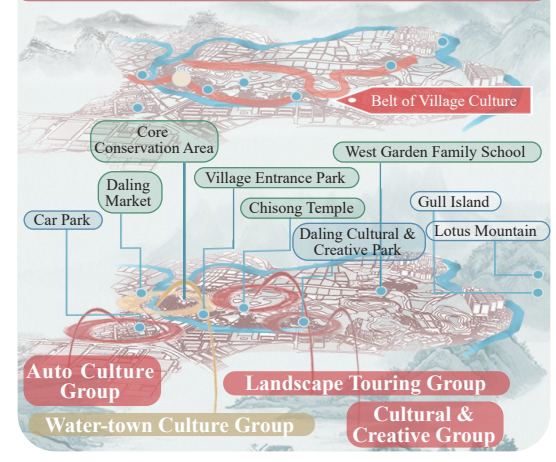 Belt of Village Culture
Core
Conservation Area
West Garden Family School
Daling
Market
Village Entrance Park
Gull Island
Chisong Temple
Car Park
Daling Cultural &
Creative Park
Lotus Mountain
Auto Culture
Group
Landscape Touring Group
Water-town Culture Group
Cultural &
Creative Group